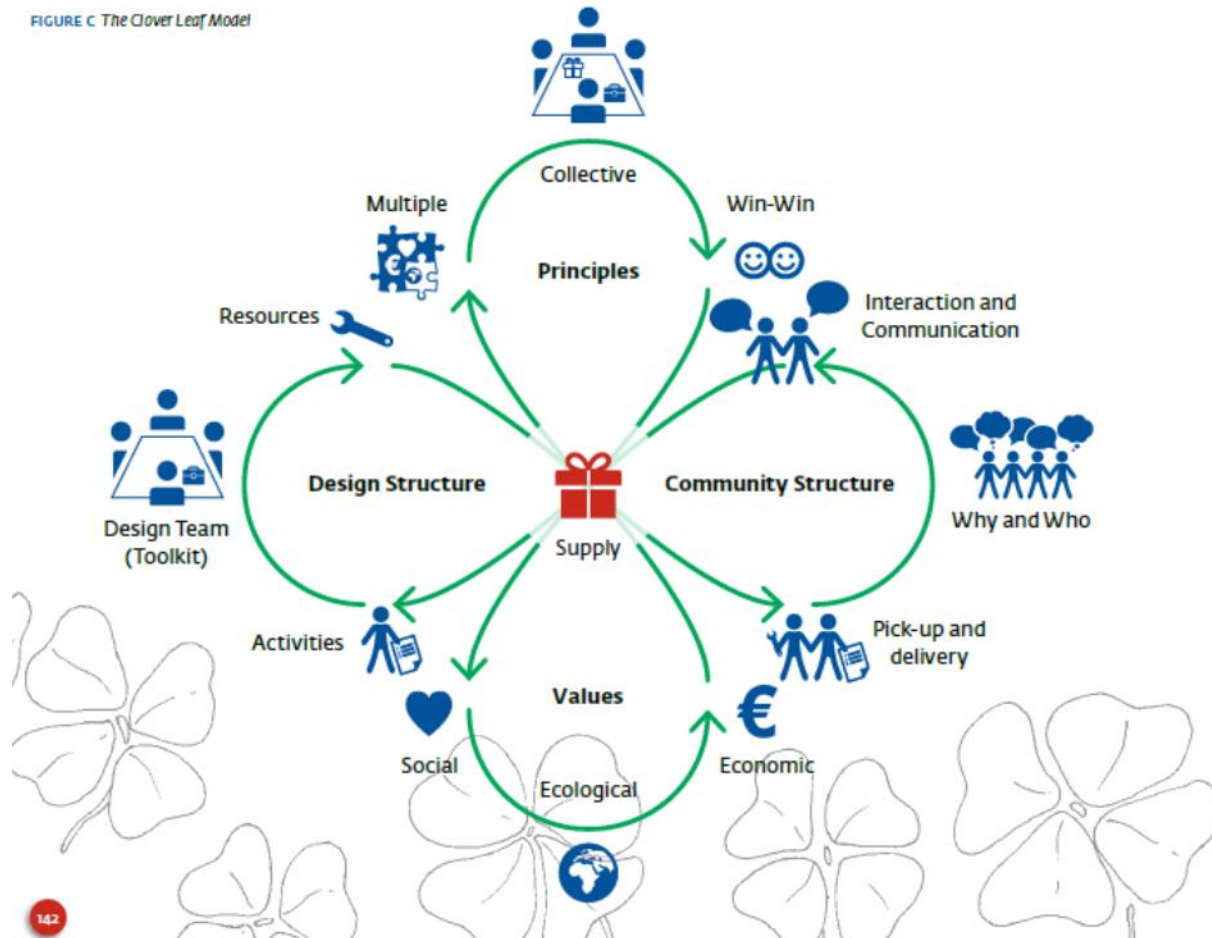 FIGURE C The Clover Leaf Model
Collective
Multiple
Win-Win
Principles
Resources
Interaction and
Communication
Design Structure
Community Structure
Design Team
(Toolkit)
Why and Who
Supply
Activities
Pick-up and
delivery
Values
Social
Ecological
€
Economic
142